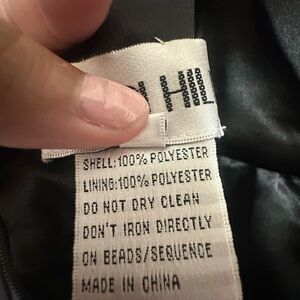 HIL
SHELL:100% POLYESTER
LINING:100% POLYESTER
DO NOT DRY CLEAN
DON'T IRON DIRECTLY
ON BEADS/SEQUENCE
MADE IN CHINA